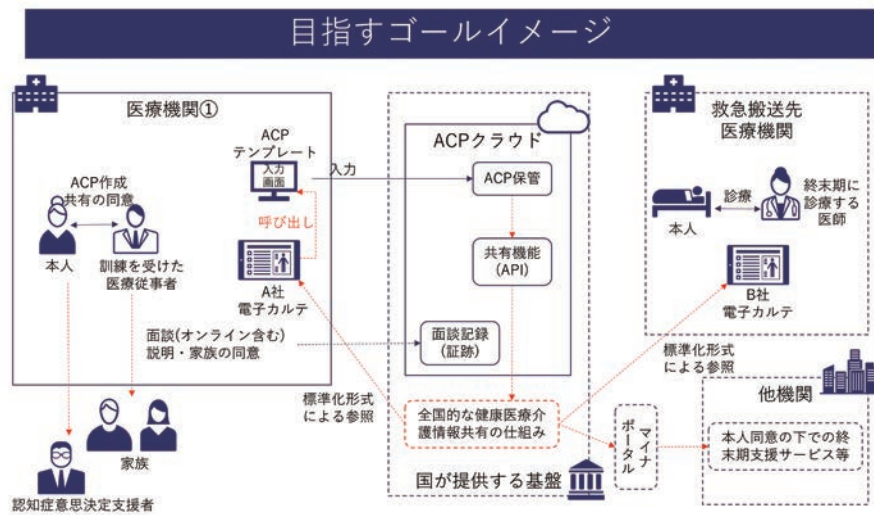 目指すゴールイメージ
医療機関①
ACP
テンプレート
入力
画面
入力
呼び出し
ACP作成
共有の同意
本人
訓練を受けた
医療従事者
A社
電子カルテ
面談(オンライン含む)
説明・家族の同意
家族
認知症意思決定支援者
ACPクラウド
ACP保管
共有機能
(API)
面談記録
(証跡)
標準化形式
による参照
全国的な健康医療介
護情報共有の仕組み
国が提供する基盤
救急搬送先
医療機関
本人
診療
終末期に
診療する
医師
B社
電子カルテ
標準化形式
による参照
マイナ
ポータル
他機関
本人同意の下での終
末期支援サービス等